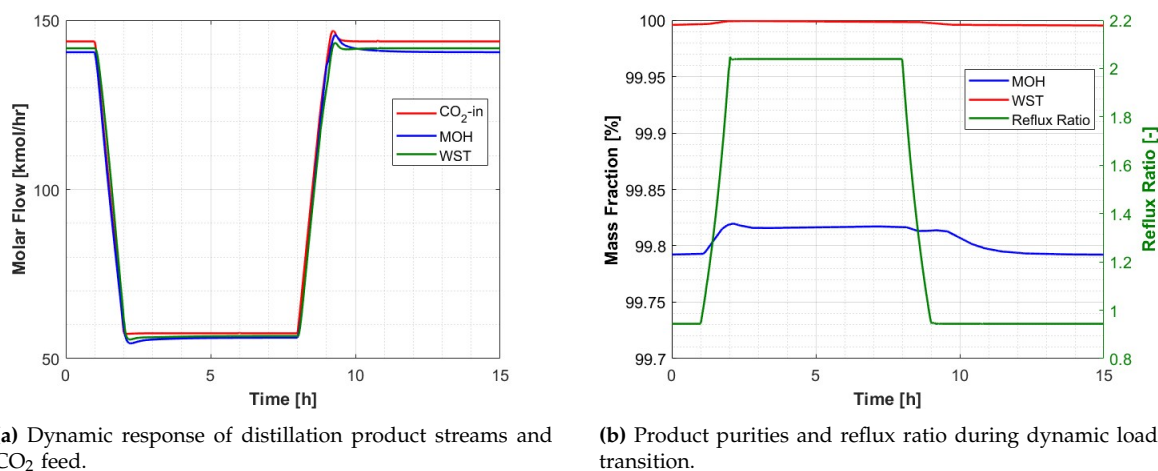 150
100
50
0
5
10
15
Molar Flow [kmol/hr]
Time [h]
CO₂-in
MOH
WST
100
99.95
99.9
99.85
99.8
99.75
99.7
2.2
2
1.8
1.6
1.4
1.2
1
0.8
0
5
10
15
Mass Fraction [%]
Reflux Ratio [-]
Time [h]
MOH
WST
Reflux Ratio
(a) Dynamic response of distillation product streams and
CO₂ feed.
(b) Product purities and reflux ratio during dynamic load
transition.